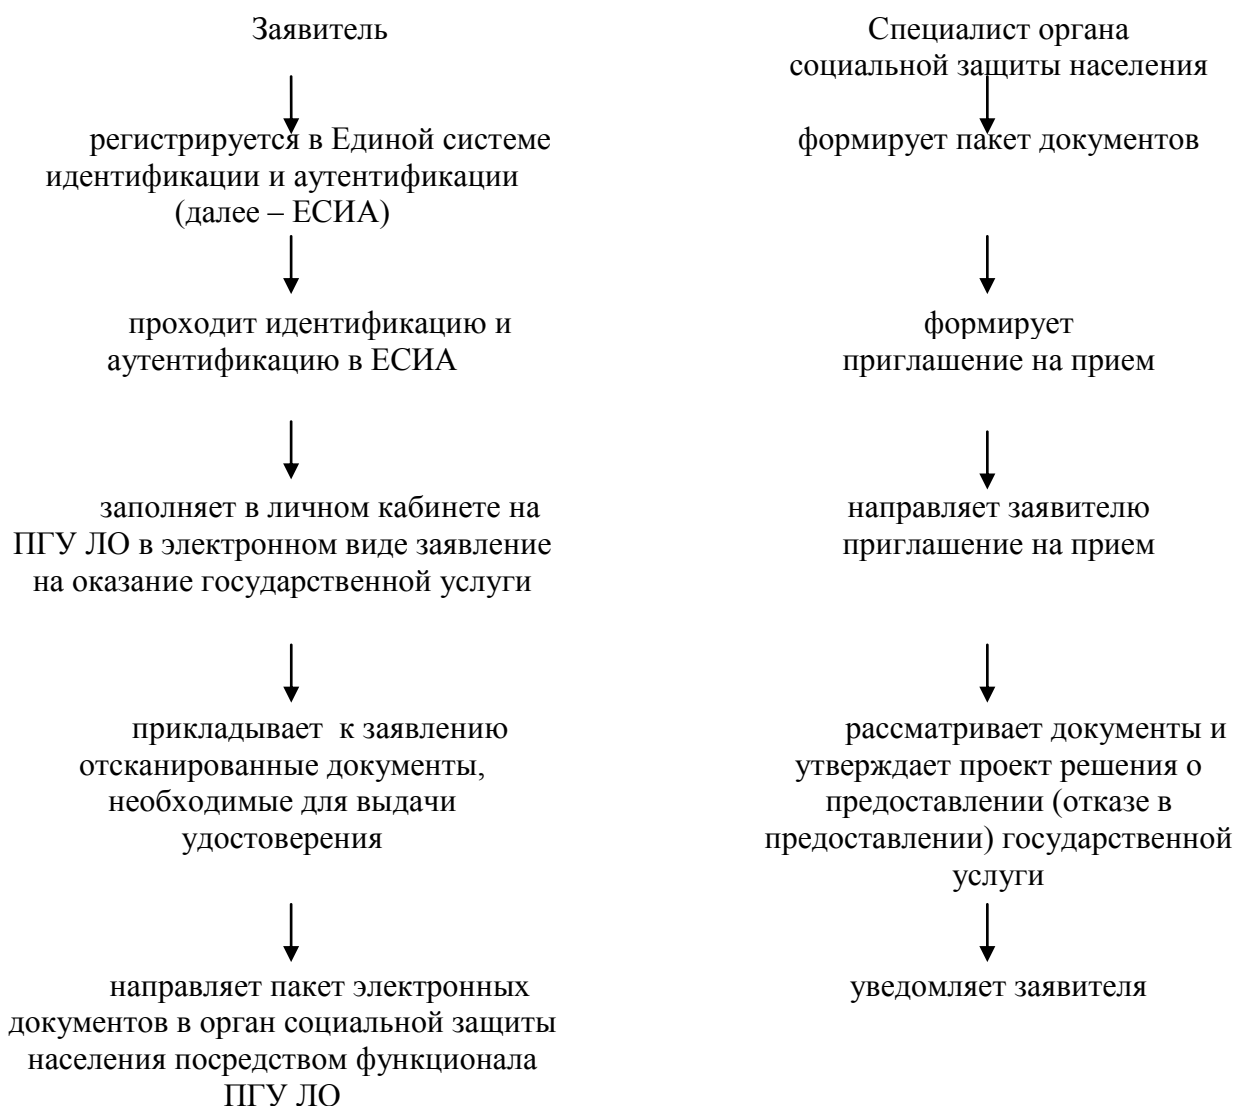 Заявитель
регистрируется в Единой системе
идентификации и аутентификации
(далее – ЕСИА)
проходит идентификацию и
аутентификацию в ЕСИА
заполняет в личном кабинете на
ПГУ ЛО в электронном виде заявление
на оказание государственной услуги
прикладывает к заявлению
отсканированные документы,
необходимые для выдачи
удостоверения
направляет пакет электронных
документов в орган социальной защиты
населения посредством функционала
ПГУ ЛО
Специалист органа
социальной защиты населения
формирует пакет документов
формирует
приглашение на прием
направляет заявителю
приглашение на прием
рассматривает документы и
утверждает проект решения о
предоставлении (отказе в
предоставлении) государственной
услуги
уведомляет заявителя